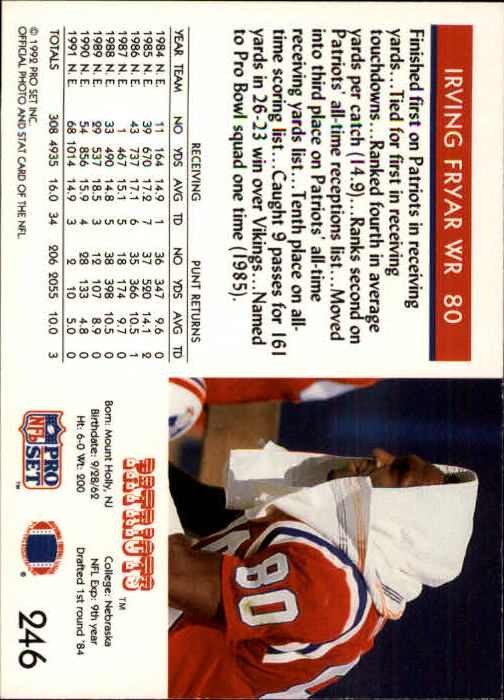 IRVING FRYAR WR 80
Finished first on Patriots in receiving
yards...Tied for first in receiving
touchdowns...Ranked fourth in average
yards per catch (14.9)...Ranks second on
Patriots' all-time receptions list...Moved
into third place on Patriots' all-time
receiving yards list...Tenth place on all-
time scoring list...Caught 9 passes for 161
yards in 26-23 win over Vikings...Named
to Pro Bowl squad one time (1985).
RECEIVING PUNT RETURNS
YEAR TEAM NO YDS AVG TD NO YDS AVG TD
1984 N. E. 11 164 14.9 1 36 347 9.6 0
1985 N. E. 39 670 17.2 7 37 520 14.1 2
1986 N. E. 43 737 17.1 6 35 366 10.5 1
1987 N. E. 1 467 15.1 5 18 174 9.7 0
1988 N. E. 33 490 14.8 5 38 398 10.5 0
1989 N. E. 29 537 18.5 3 12 107 8.9 0
1990 N. E. 54 856 15.9 4 28 133 4.8 0
1991 N. E. 68 1014 14.9 3 2 10 5.0 0
TOTALS 308 4935 16.0 34 206 2055 10.0 3
© 1992 PRO SET INC.
OFFICIAL PHOTO AND STAT CARD OF THE NFL
80
PATRIOTS™
Born: Mount Holly, NJ College: Nebraska
Birthdate: 9/28/62 NFL Exp: 9th year
Ht: 6-0 Wt: 200 Drafted 1st round '84
PRO
NFL
SET™
246